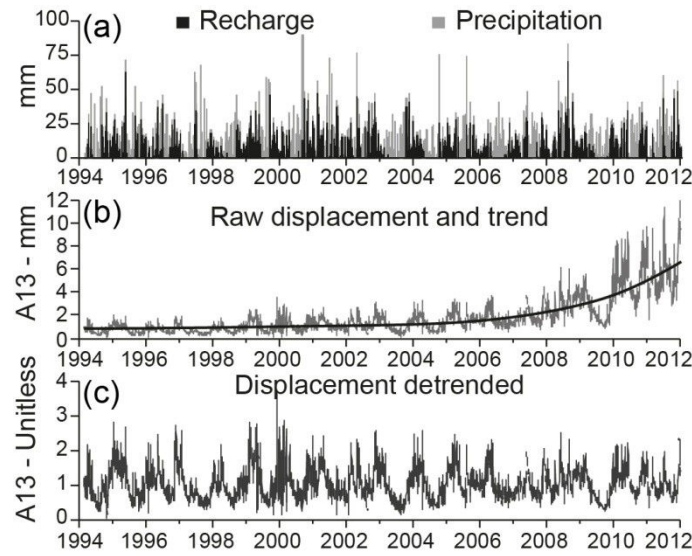 (a) Recharge Precipitation
100
75
50
25
0
mm
1994 1996 1998 2000 2002 2004 2006 2008 2010 2012
(b) Raw displacement and trend
12
10
8
6
4
2
0
A13 - mm
1994 1996 1998 2000 2002 2004 2006 2008 2010 2012
(c) Displacement detrended
4
3
2
1
0
A13 - Unitless
1994 1996 1998 2000 2002 2004 2006 2008 2010 2012